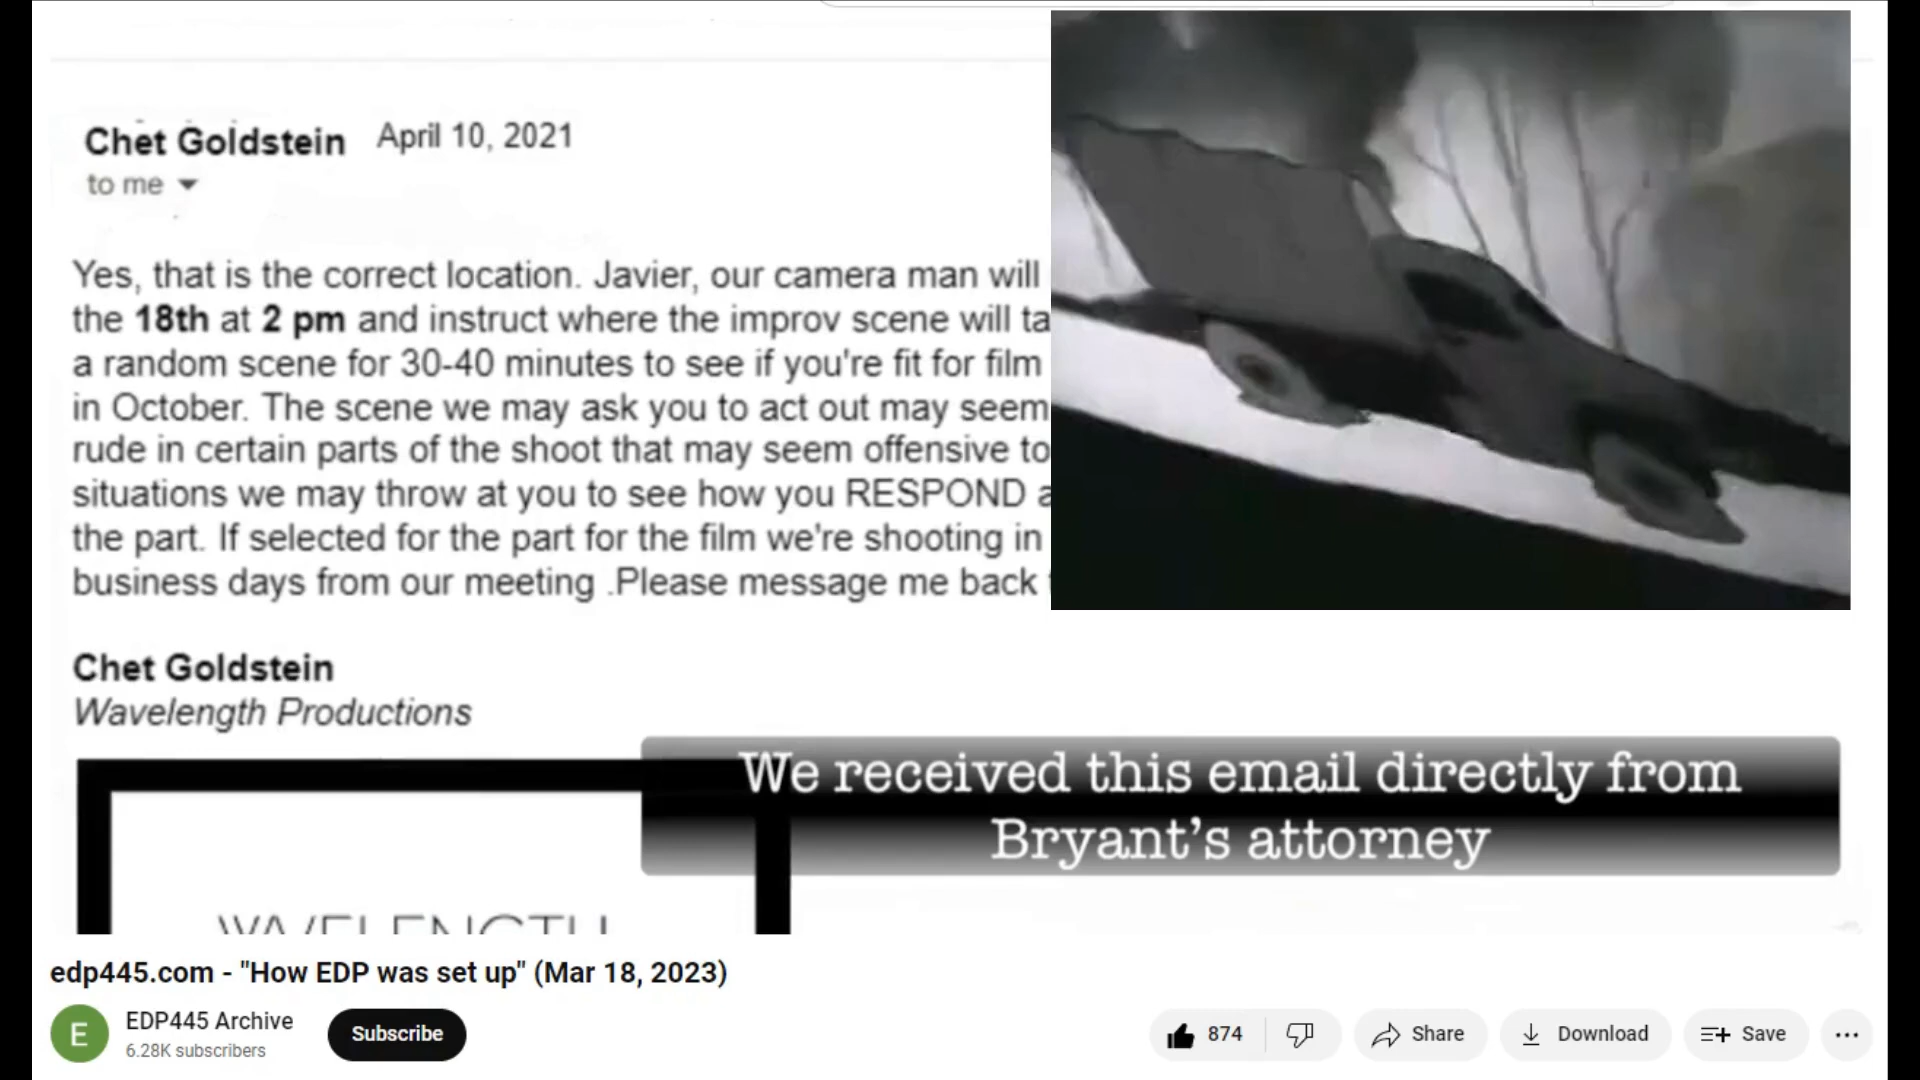 Chet Goldstein April 10, 2021
to me
Yes, that is the correct location. Javier, our camera man will
the 18th at 2 pm and instruct where the improv scene will ta
a random scene for 30-40 minutes to see if you're fit for film
in October. The scene we may ask you to act out may seem
rude in certain parts of the shoot that may seem offensive to
situations we may throw at you to see how you RESPOND a
the part. If selected for the part for the film we're shooting in
business days from our meeting .Please message me back
Chet Goldstein
Wavelength Productions
We received this email directly from
Bryant's attorney
WAVELENGTH
edp445.com - "How EDP was set up" (Mar 18, 2023)
E
EDP445 Archive
6.28K subscribers
Subscribe
874
Share
Download
Save